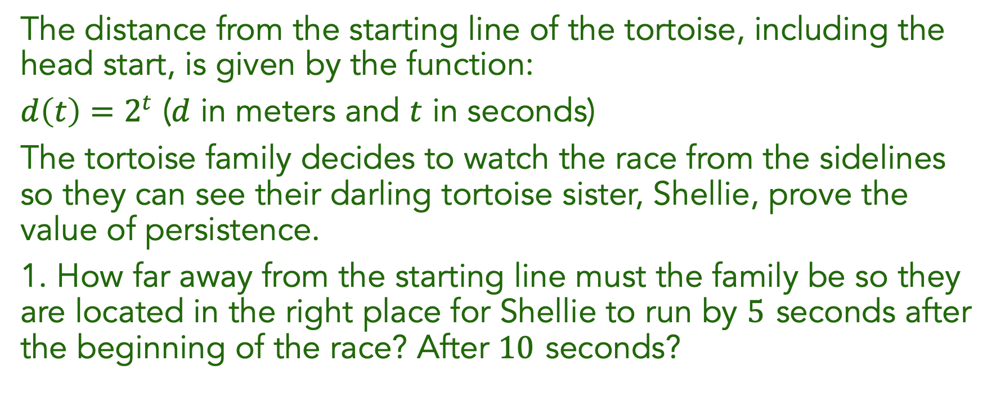 The distance from the starting line of the tortoise, including the
head start, is given by the function:
d(t) = 2^t (d in meters and t in seconds)
The tortoise family decides to watch the race from the sidelines
so they can see their darling tortoise sister, Shellie, prove the
value of persistence.
1. How far away from the starting line must the family be so they
are located in the right place for Shellie to run by 5 seconds after
the beginning of the race? After 10 seconds?